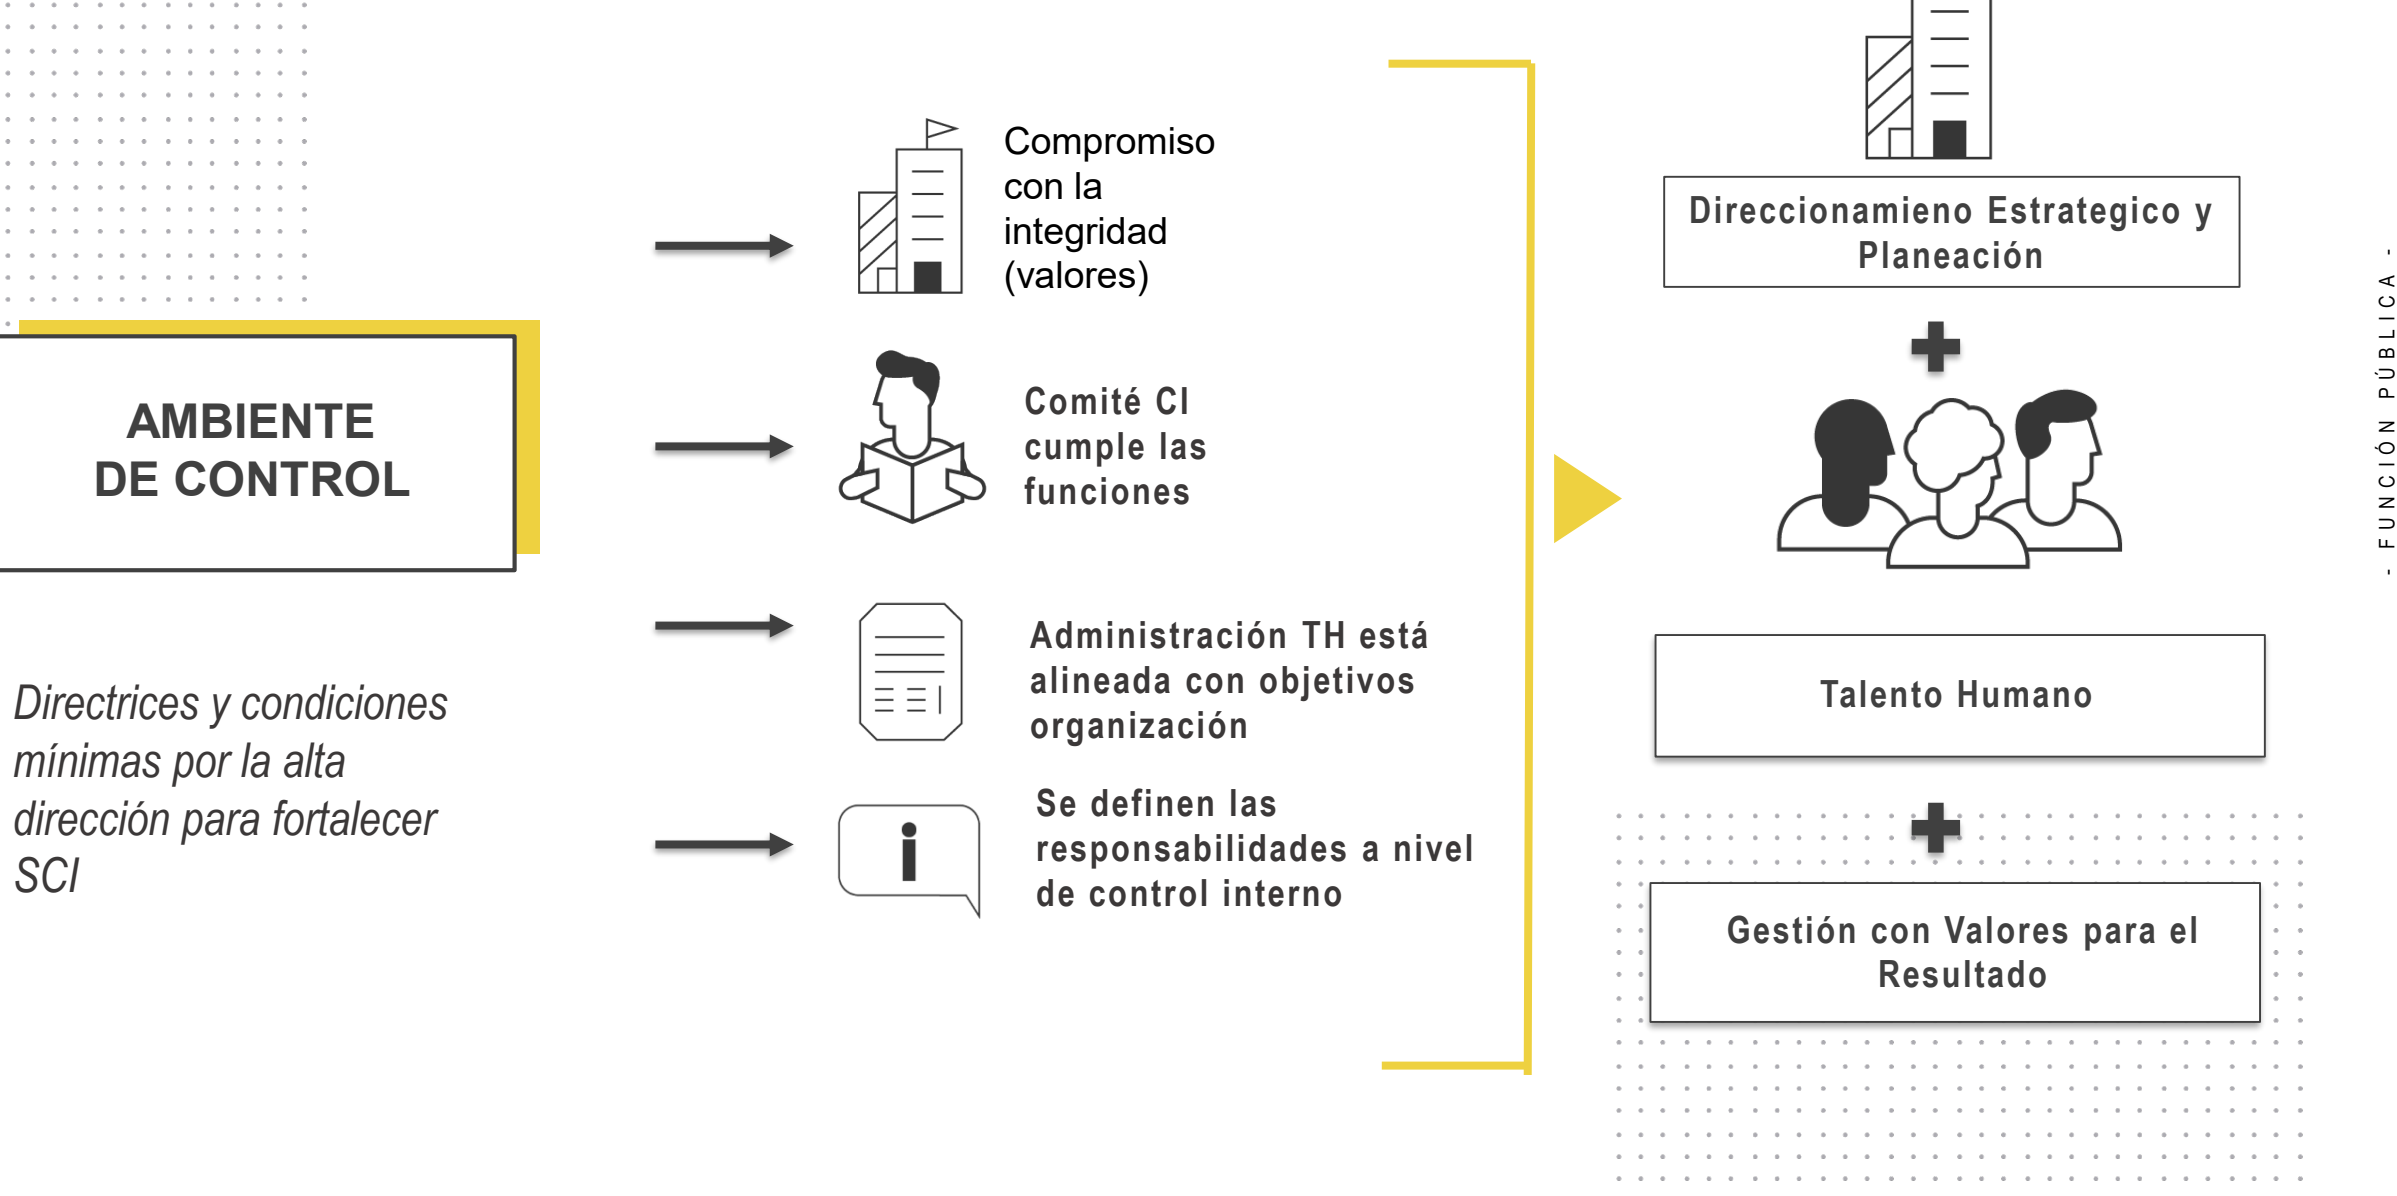 AMBIENTE
DE CONTROL
Directrices y condiciones
mínimas por la alta
dirección para fortalecer
SCI
Compromiso
con la
integridad
(valores)
Comité CI
cumple las
funciones
Administración TH está
alineada con objetivos
organización
Se definen las
responsabilidades a nivel
de control interno
Direccionamieno Estrategico y
Planeación
Talento Humano
Gestión con Valores para el
Resultado
- FUNCIÓN PÚBLICA -